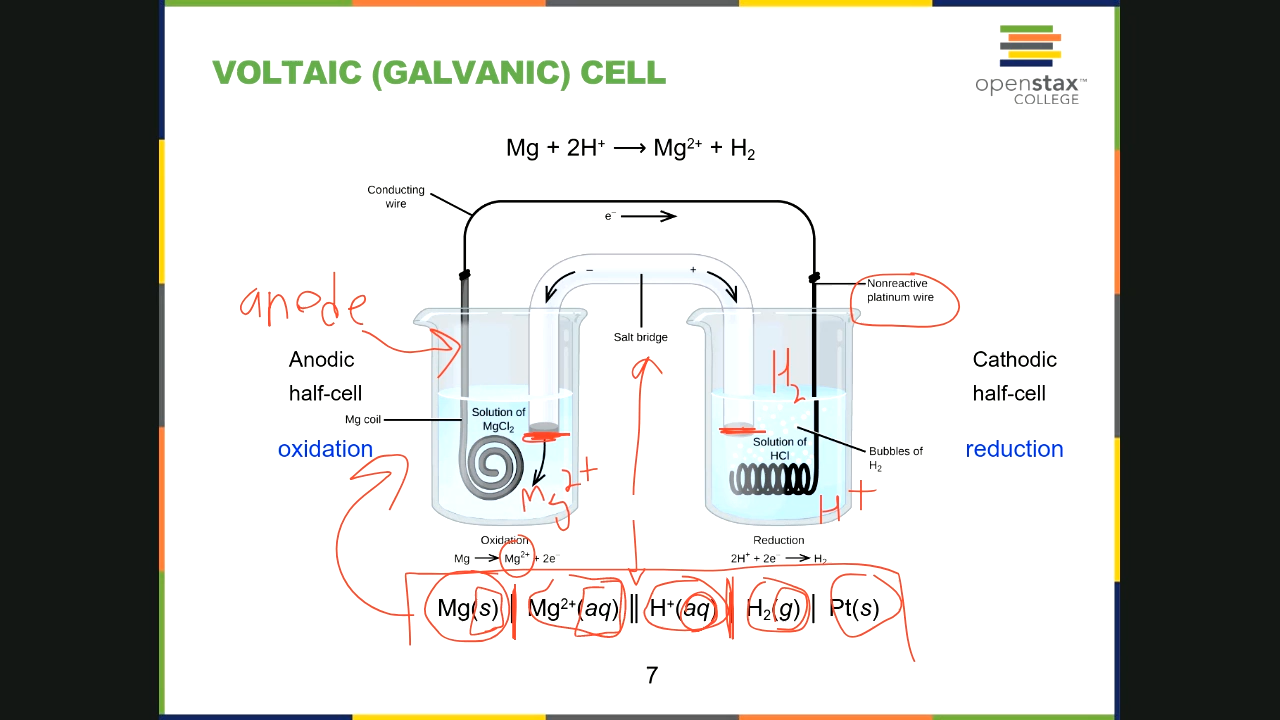 VOLTAIC (GALVANIC) CELL
openstax™
COLLEGE
Mg + 2H⁺ ⟶ Mg²⁺ + H₂
Conducting
wire
e⁻
−
+
Nonreactive
platinum wire
anode
Salt bridge
Anodic
half-cell
Cathodic
half-cell
H₂
Mg coil
Solution of
MgCl₂
oxidation
Solution of
HCl
Bubbles of
H₂
reduction
Mg²⁺
H⁺
Oxidation
Mg ⟶ Mg²⁺ + 2e⁻
Reduction
2H⁺ + 2e⁻ ⟶ H₂
Mg(s) | Mg²⁺(aq) ‖ H⁺(aq) | H₂(g) | Pt(s)
7